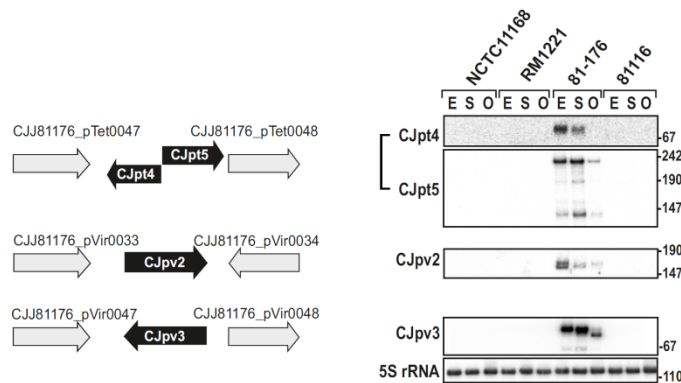 NCTC11168 RM1221 81-176 81116
E S O E S O E S O E S O
CJJ81176_pTet0047 CJJ81176_pTet0048
CJpt5
CJpt4
CJpt4
67
242
CJpt5
190
147
CJJ81176_pVir0033 CJJ81176_pVir0034
CJpv2
CJpv2
190
147
CJJ81176_pVir0047 CJJ81176_pVir0048
CJpv3
CJpv3
67
5S rRNA
110